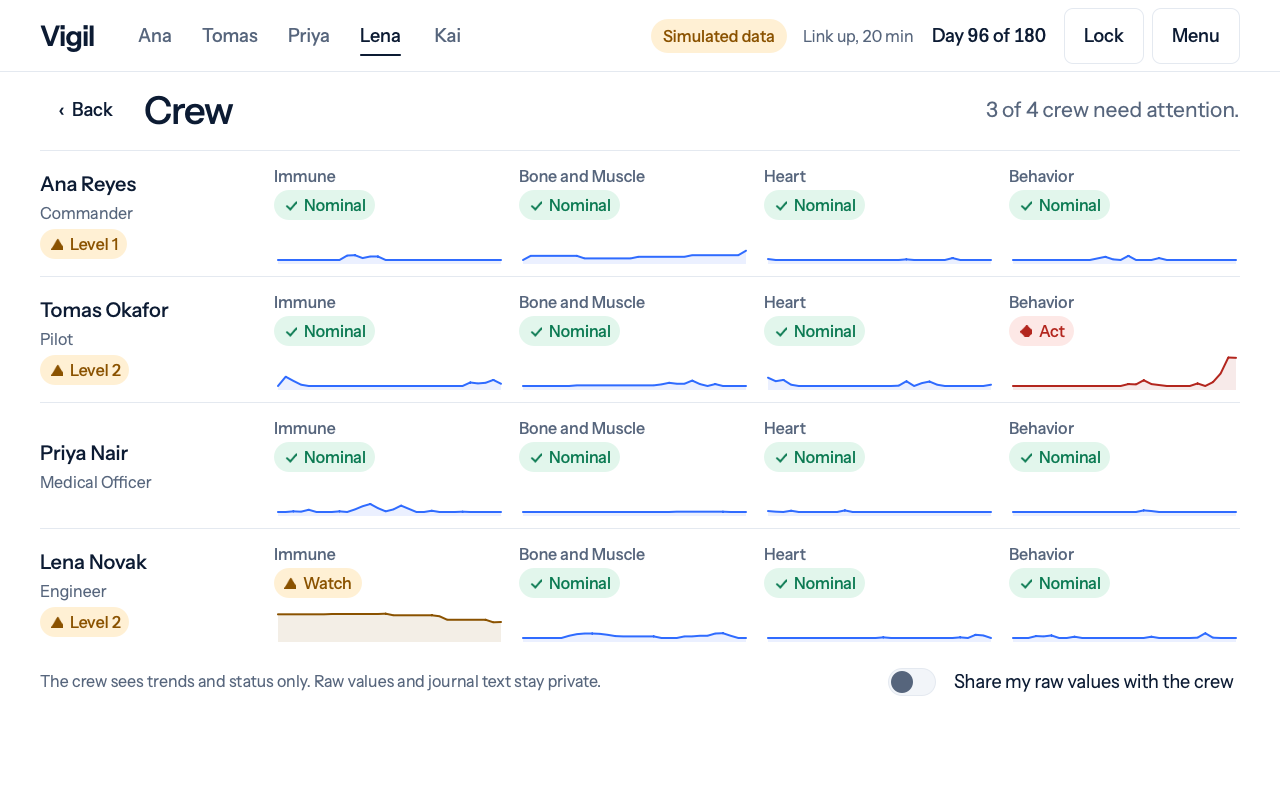 Vigil
Ana
Tomas
Priya
Lena
Kai
Simulated data
Link up, 20 min
Day 96 of 180
Lock
Menu
‹ Back
Crew
3 of 4 crew need attention.
Ana Reyes
Commander
Level 1
Immune
Nominal
Bone and Muscle
Nominal
Heart
Nominal
Behavior
Nominal
Tomas Okafor
Pilot
Level 2
Immune
Nominal
Bone and Muscle
Nominal
Heart
Nominal
Behavior
Act
Priya Nair
Medical Officer
Immune
Nominal
Bone and Muscle
Nominal
Heart
Nominal
Behavior
Nominal
Lena Novak
Engineer
Level 2
Immune
Watch
Bone and Muscle
Nominal
Heart
Nominal
Behavior
Nominal
The crew sees trends and status only. Raw values and journal text stay private.
Share my raw values with the crew